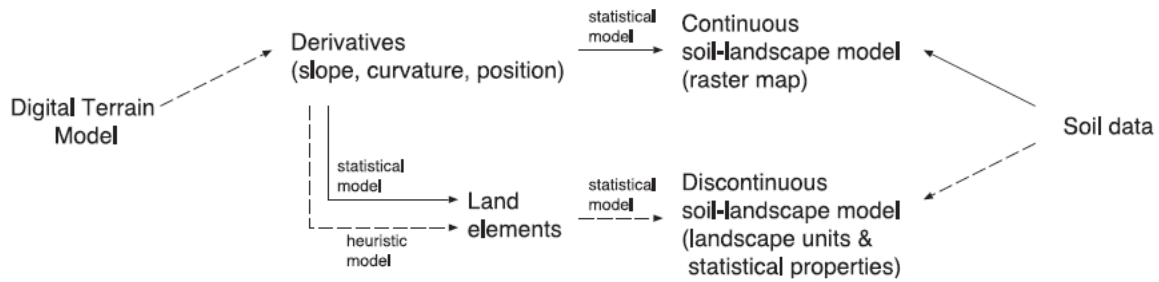 Digital Terrain
Model
Derivatives
(slope, curvature, position)
statistical
model
Continuous
soil-landscape model
(raster map)
Soil data
statistical
model
heuristic
model
Land
elements
statistical
model
Discontinuous
soil-landscape model
(landscape units &
statistical properties)